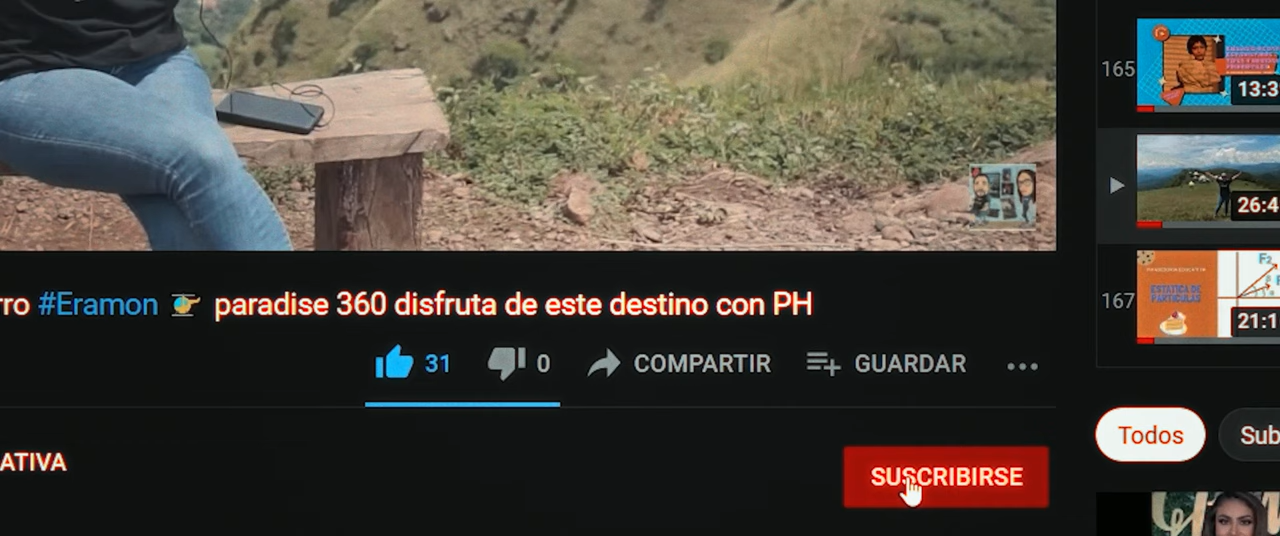 165
13:3
26:4
F2
ESTATICA DE
PARTICULAS
167
21:1
rro #Eramon paradise 360 disfruta de este destino con PH
31 0 COMPARTIR GUARDAR
Todos Sub
ATIVA
SUSCRIBIRSE